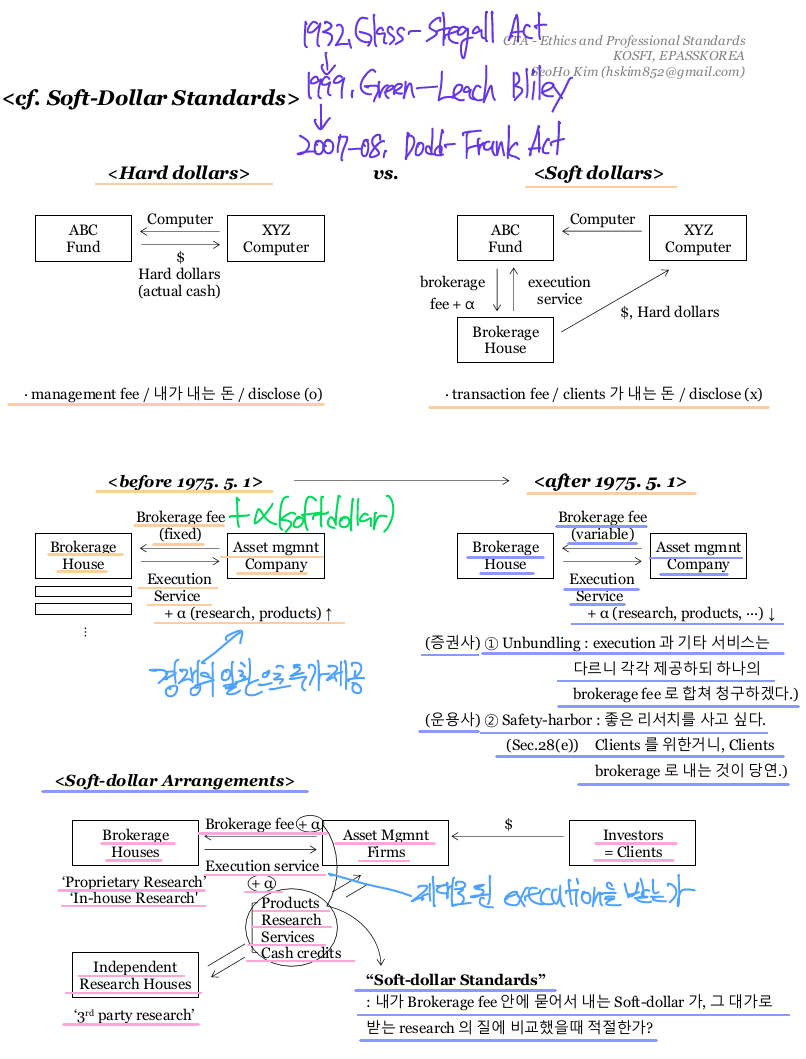 1932, Glass-Stegall Act
CFA - Ethics and Professional Standards
KOSFI, EPASSKOREA
SeoHo Kim (hskim852@gmail.com)
<cf. Soft-Dollar Standards>
1999, Green-Leach Bliley
2007-08, Dodd-Frank Act
<Hard dollars> vs. <Soft dollars>
ABC
Fund
Computer
$
Hard dollars
(actual cash)
XYZ
Computer
ABC
Fund
Computer
XYZ
Computer
brokerage
fee + α
execution
service
Brokerage
House
$, Hard dollars
· management fee / 내가 내는 돈 / disclose (o)
· transaction fee / clients 가 내는 돈 / disclose (x)
<before 1975. 5. 1>
<after 1975. 5. 1>
Brokerage fee + α(soft dollar)
(fixed)
Brokerage
House
Asset mgmnt
Company
Execution
Service
+ α (research, products) ↑
⋮
경쟁의 일환으로 추가제공
Brokerage fee
(variable)
Brokerage
House
Asset mgmnt
Company
Execution
Service
+ α (research, products, ⋯) ↓
(증권사) ① Unbundling : execution 과 기타 서비스는
다르니 각각 제공하되 하나의
brokerage fee 로 합쳐 청구하겠다.)
(운용사) ② Safety-harbor : 좋은 리서치를 사고 싶다.
(Sec.28(e)) Clients 를 위한거니, Clients
brokerage 로 내는 것이 당연.)
<Soft-dollar Arrangements>
Brokerage
Houses
Brokerage fee + α
Execution service
+ α
Asset Mgmnt
Firms
$
Investors
= Clients
'Proprietary Research'
'In-house Research'
제대로된 execution을 받는가
Products
Research
Services
Cash credits
Independent
Research Houses
'3rd party research'
"Soft-dollar Standards"
: 내가 Brokerage fee 안에 묻어서 내는 Soft-dollar 가, 그 대가로
받는 research 의 질에 비교했을때 적절한가?